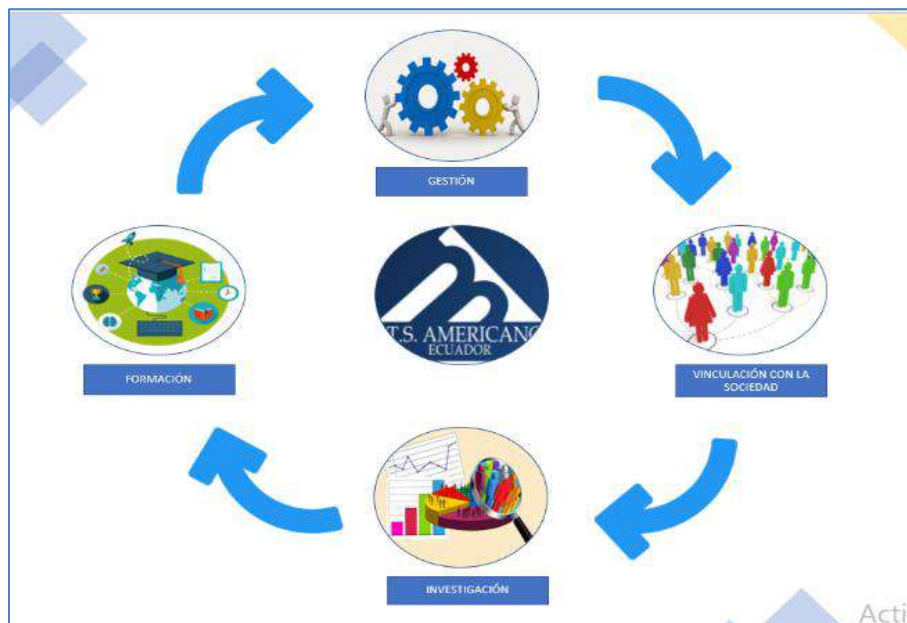 GESTIÓN
FORMACIÓN
T.S. AMERICANO
ECUADOR
VINCULACIÓN CON LA
SOCIEDAD
INVESTIGACIÓN
Acti